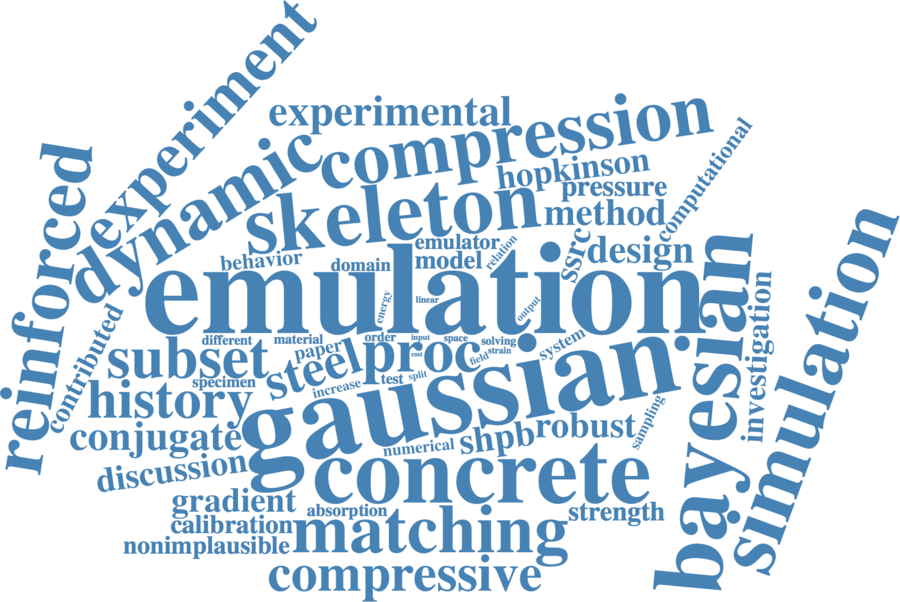 experiment
experimental
compression
dynamic
reinforced
hopkinson
computational
pressure
skeleton
method
emulator
relation
ssrc
design
behavior
domain
model
emulation
bayesian
simulation
energy
linear
output
investigation
contributed
different
material
order
input
space
solving
system
subset
paper
proc
cost
field
strain
steel
specimen
increase
test
split
history
gaussian
sampling
conjugate
numerical
shpb
robust
discussion
concrete
gradient
absorption
strength
calibration
matching
nonimplausible
compressive